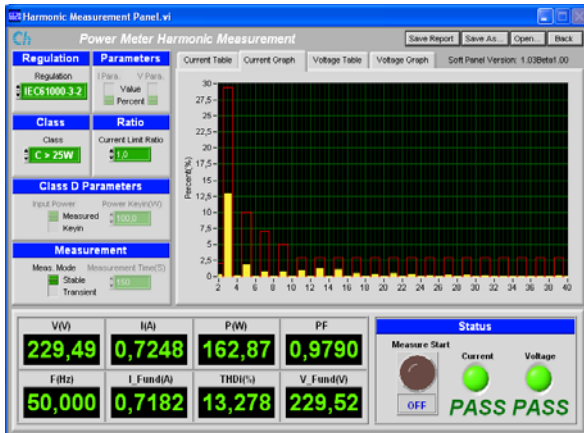 Harmonic Measurement Panel.vi
Ch Power Meter Harmonic Measurement
Save Report Save As... Open... Back
Regulation Parameters
Regulation
IEC61000-3-2
I Para. V Para.
Value
Percent
Current Table Current Graph Voltage Table Voltage Graph Soft Panel Version: 1.03Beta1.00
Class Ratio
Class
C > 25W
Current Limit Ratio
1,0
Class D Parameters
Input Power Power Keyin(W)
Measured
Keyin
100,0
Measurement
Meas. Mode Measurement Time(S)
Stable
Transient
150
Percent(%)
30
27,5
25
22,5
20
17,5
15
12,5
10
7,5
5
2,5
0
2 4 6 8 10 12 14 16 18 20 22 24 26 28 30 32 34 36 38 40
V(V) I(A) P(W) PF
229,49 0,7248 162,87 0,9790
F(Hz) I_Fund(A) THDI(%) V_Fund(V)
50,000 0,7182 13,278 229,52
Status
Measure Start Current Voltage
OFF PASS PASS